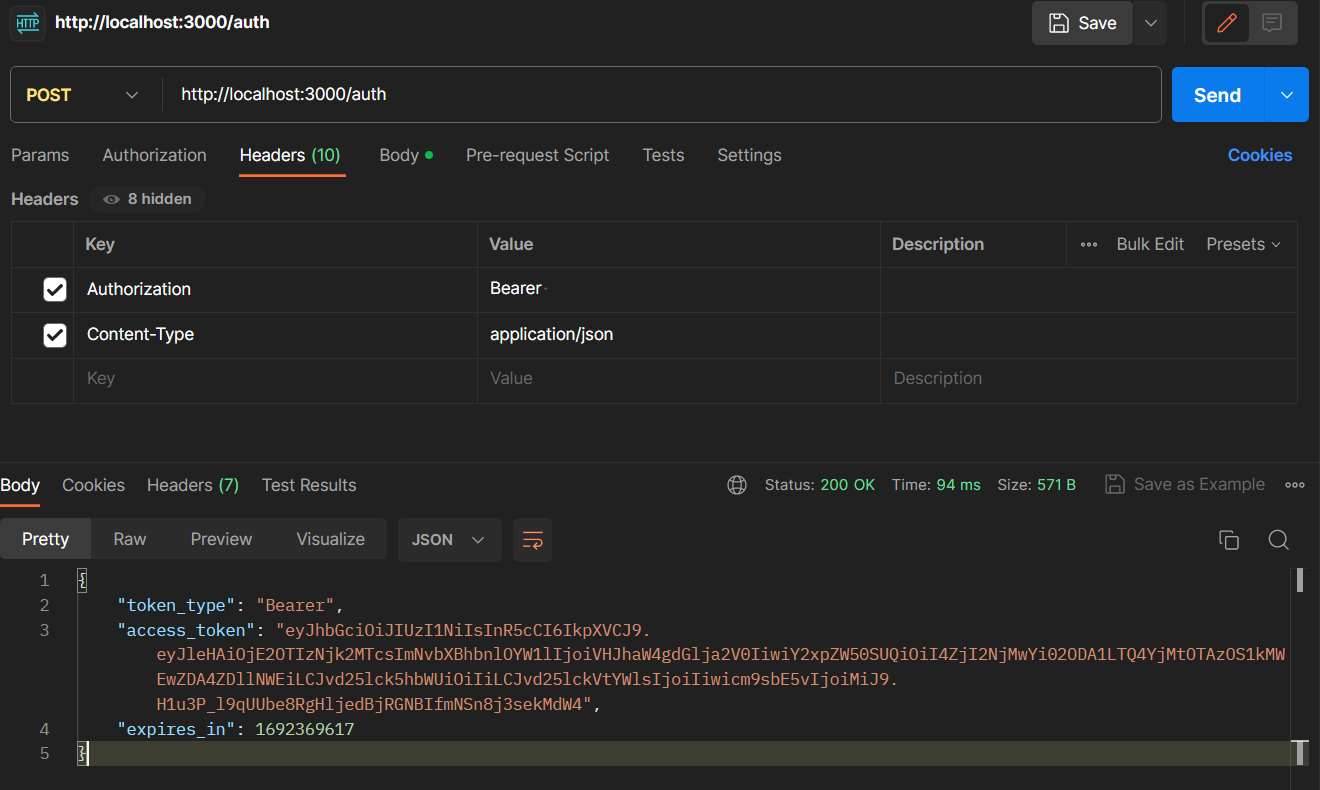 HTTP http://localhost:3000/auth Save
POST http://localhost:3000/auth Send
Params Authorization Headers (10) Body Pre-request Script Tests Settings Cookies
Headers 8 hidden
Key Value Description Bulk Edit Presets
Authorization Bearer
Content-Type application/json
Key Value Description
Body Cookies Headers (7) Test Results Status: 200 OK Time: 94 ms Size: 571 B Save as Example
Pretty Raw Preview Visualize JSON
1 {
2 "token_type": "Bearer",
3 "access_token": "eyJhbGciOiJIUzI1NiIsInR5cCI6IkpXVCJ9.
eyJleHAiOjE2OTIzNjk2MTcsImNvbXBhbnlOYW1lIjoiVHJhaW4gdGlja2V0IiwiY2xpZW50SUQiOiI4ZjI2NjMwYi02ODA1LTQ4YjMtOTAzOS1kMW
EwZDA4ZDllNWEiLCJvd25lck5hbWUiOiIiLCJvd25lckVtYWlsIjoiIiwicm9sbE5vIjoiMiJ9.
H1u3P_l9qUUbe8RgHljedBjRGNBIfmNSn8j3sekMdW4",
4 "expires_in": 1692369617
5 }